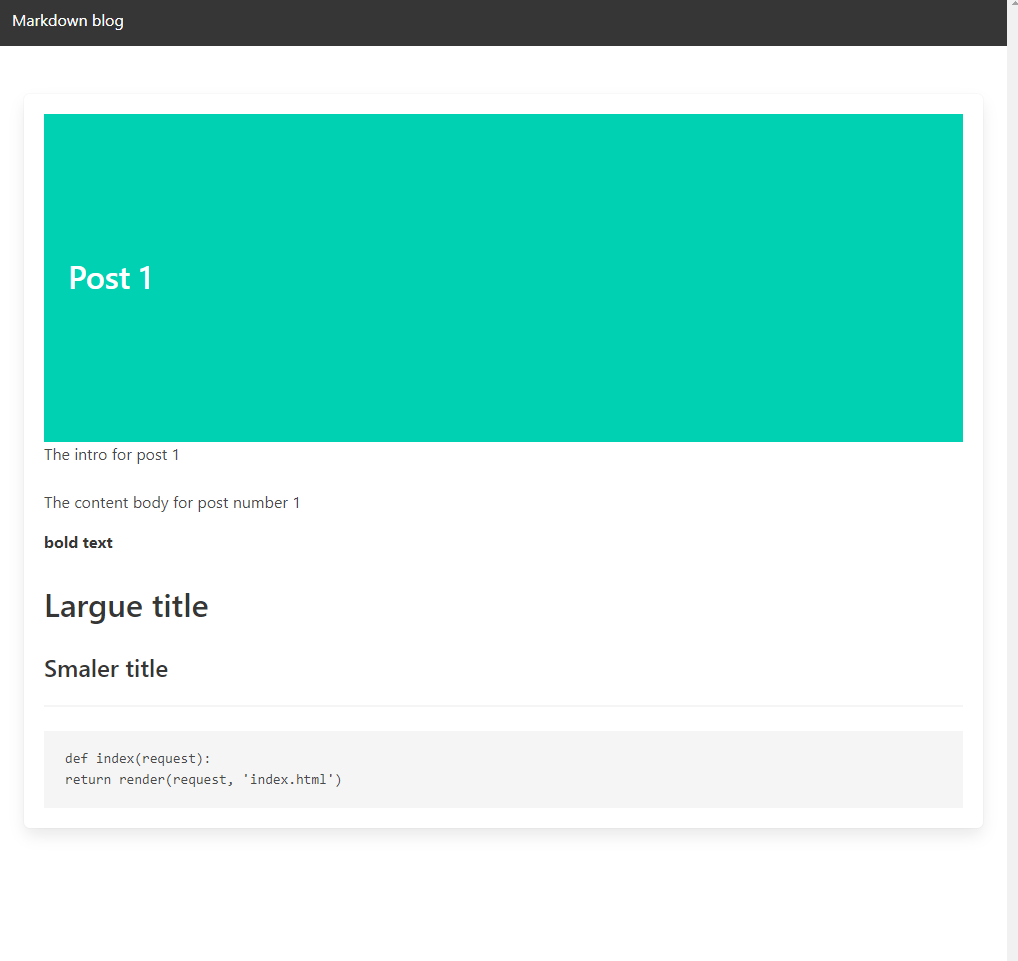 Markdown blog
Post 1
The intro for post 1
The content body for post number 1
bold text
Largue title
Smaler title
def index(request):
return render(request, 'index.html')